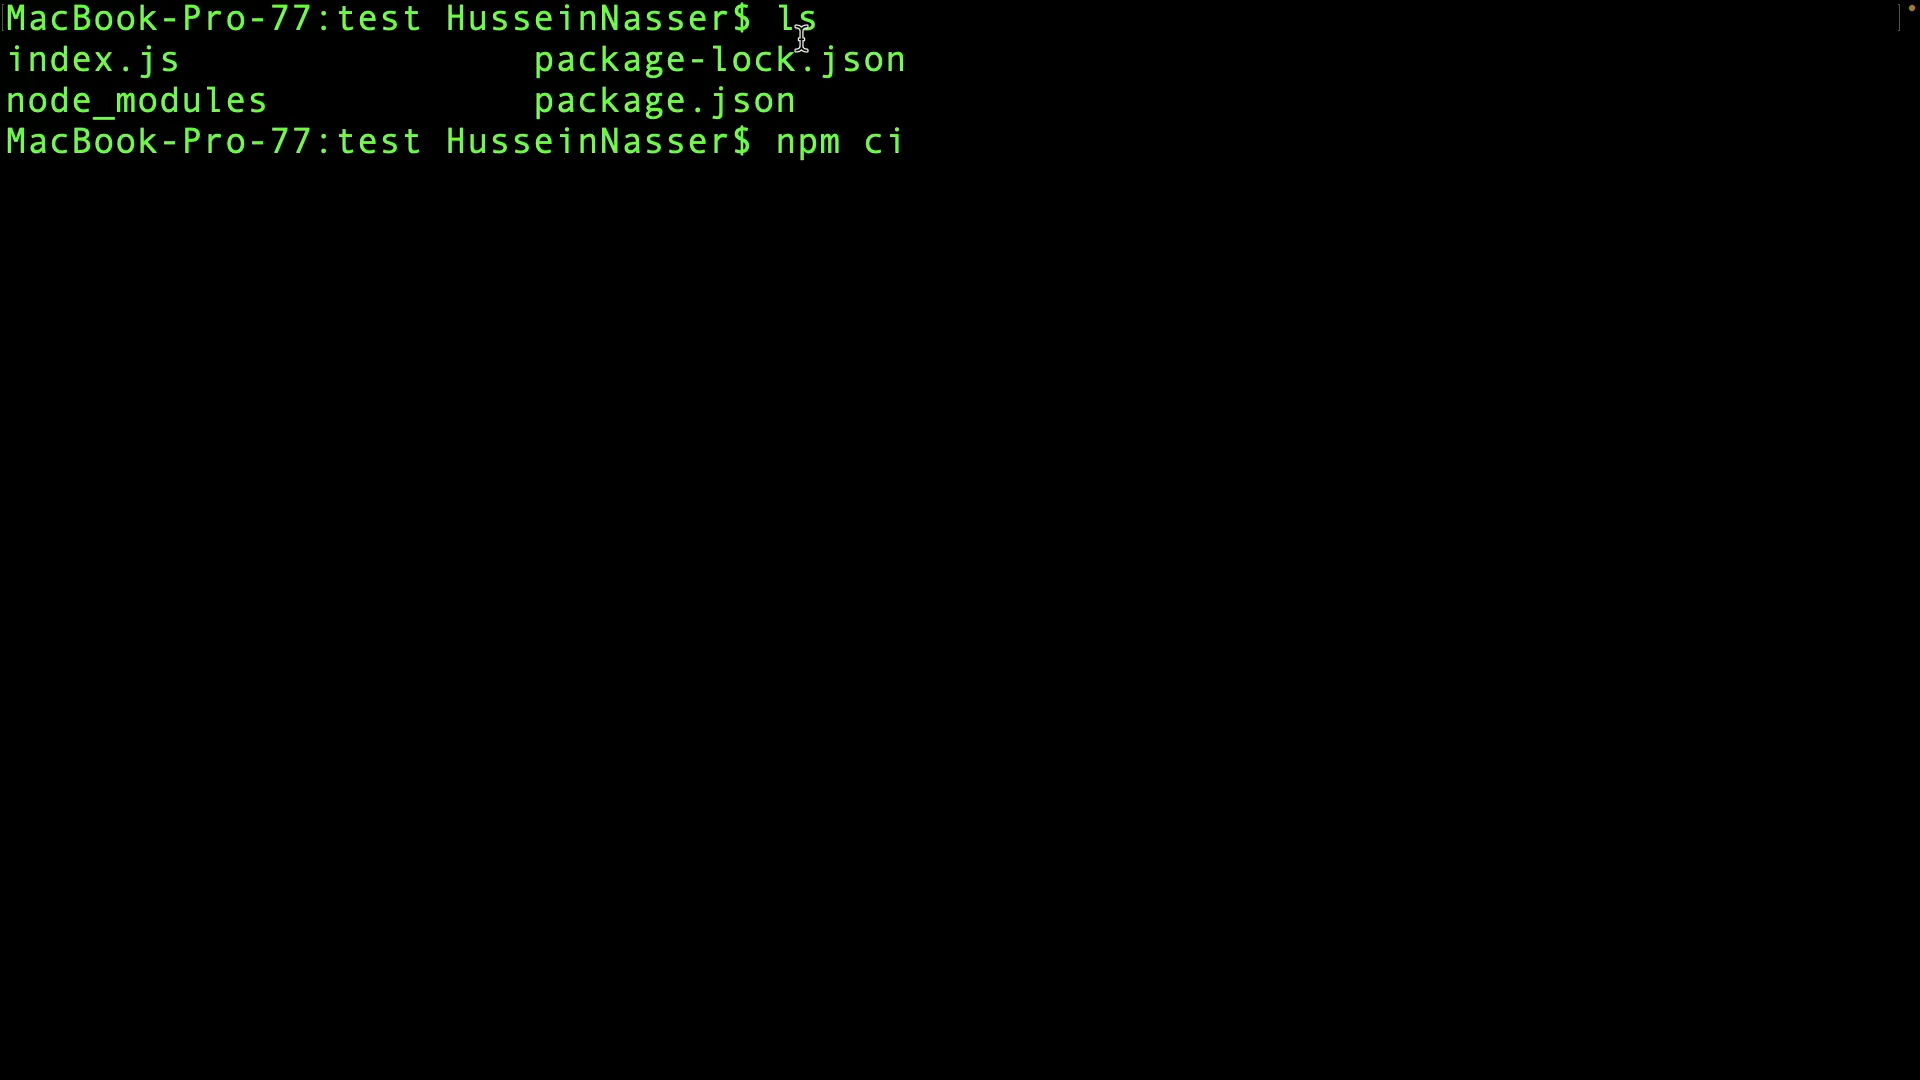 MacBook-Pro-77:test HusseinNasser$ ls
index.js package-lock.json
node_modules package.json
MacBook-Pro-77:test HusseinNasser$ npm ci